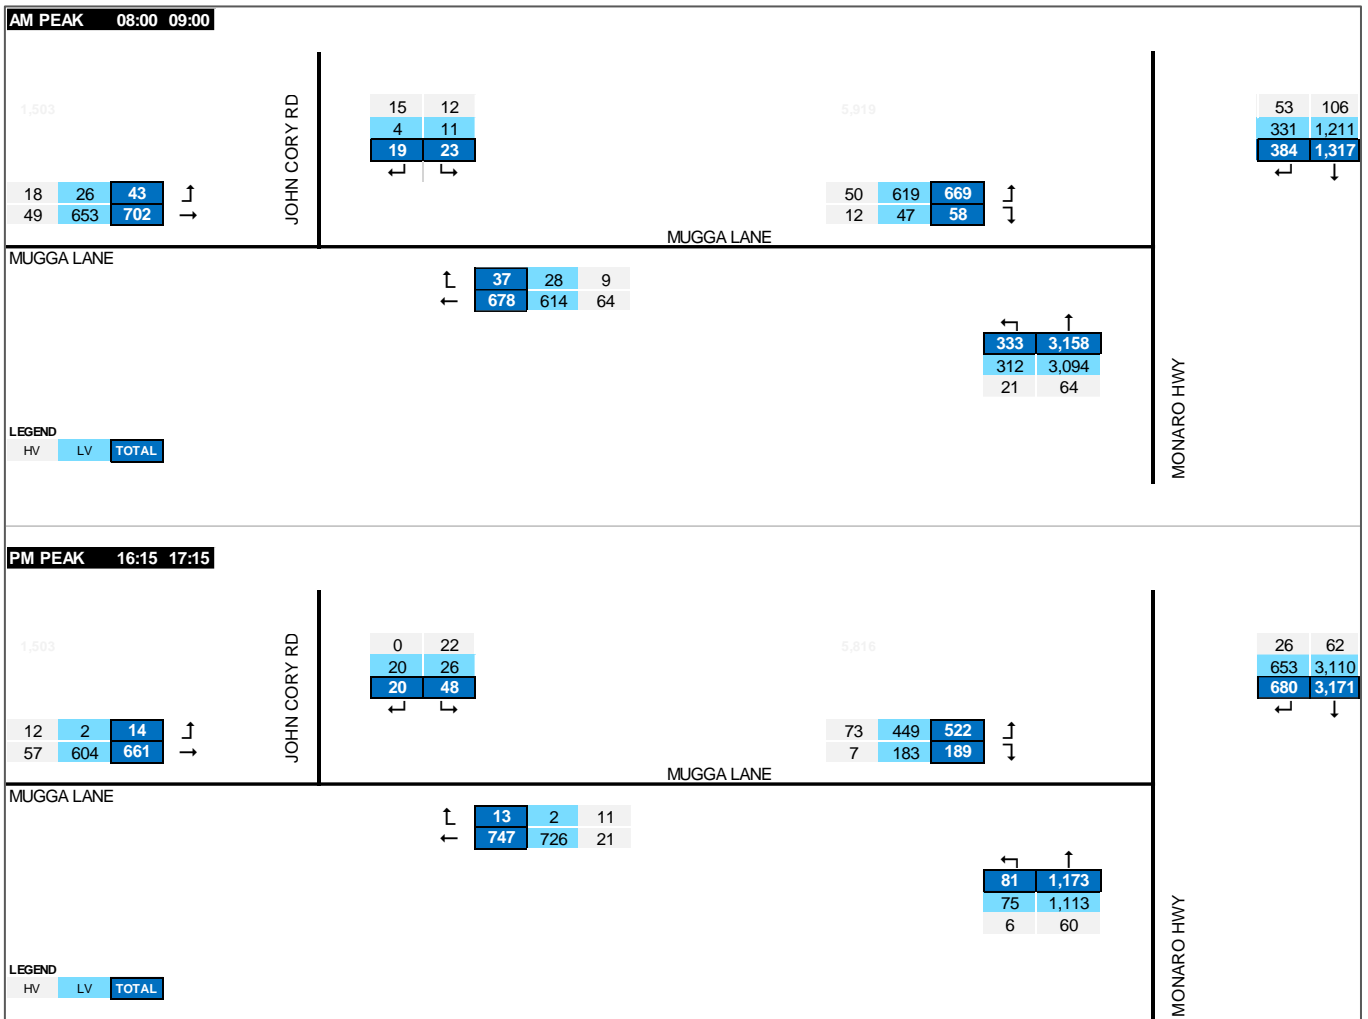 AM PEAK 08:00 09:00
1,503
JOHN CORY RD
15 12
4 11
19 23
5,919
53 106
331 1,211
384 1,317
18 26 43
49 653 702
50 619 669
12 47 58
MUGGA LANE
MUGGA LANE
37 28 9
678 614 64
333 3,158
312 3,094
21 64
MONARO HWY
LEGEND
HV LV TOTAL
PM PEAK 16:15 17:15
1,503
JOHN CORY RD
0 22
20 26
20 48
5,816
26 62
653 3,110
680 3,171
12 2 14
57 604 661
73 449 522
7 183 189
MUGGA LANE
MUGGA LANE
13 2 11
747 726 21
81 1,173
75 1,113
6 60
MONARO HWY
LEGEND
HV LV TOTAL